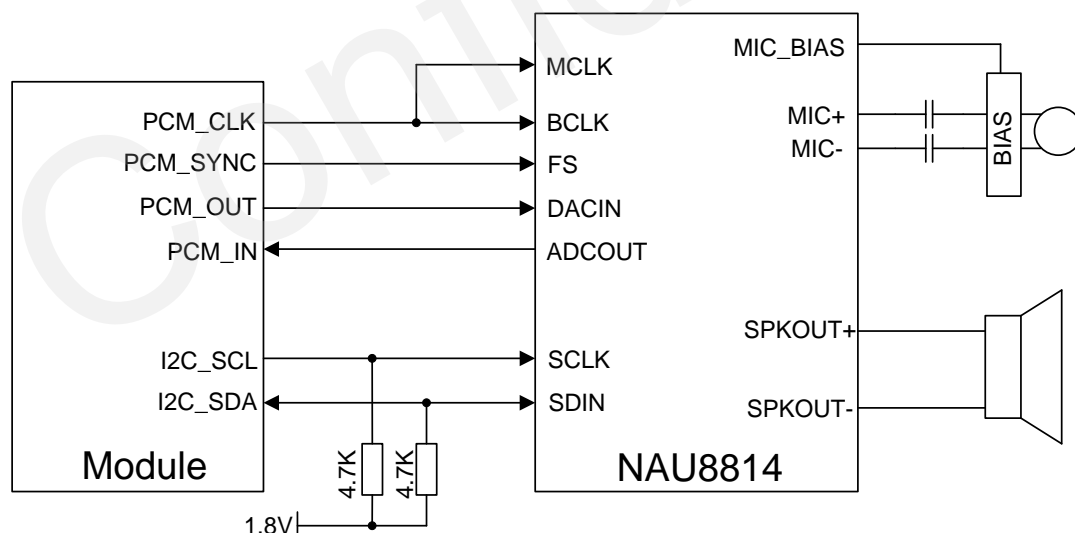 Confid
MCLK
MIC_BIAS
PCM_CLK
BCLK
MIC+
PCM_SYNC
FS
MIC-
BIAS
PCM_OUT
DACIN
PCM_IN
ADCOUT
SPKOUT+
I2C_SCL
SCLK
I2C_SDA
SDIN
SPKOUT-
Module
4.7K
4.7K
NAU8814
1.8V